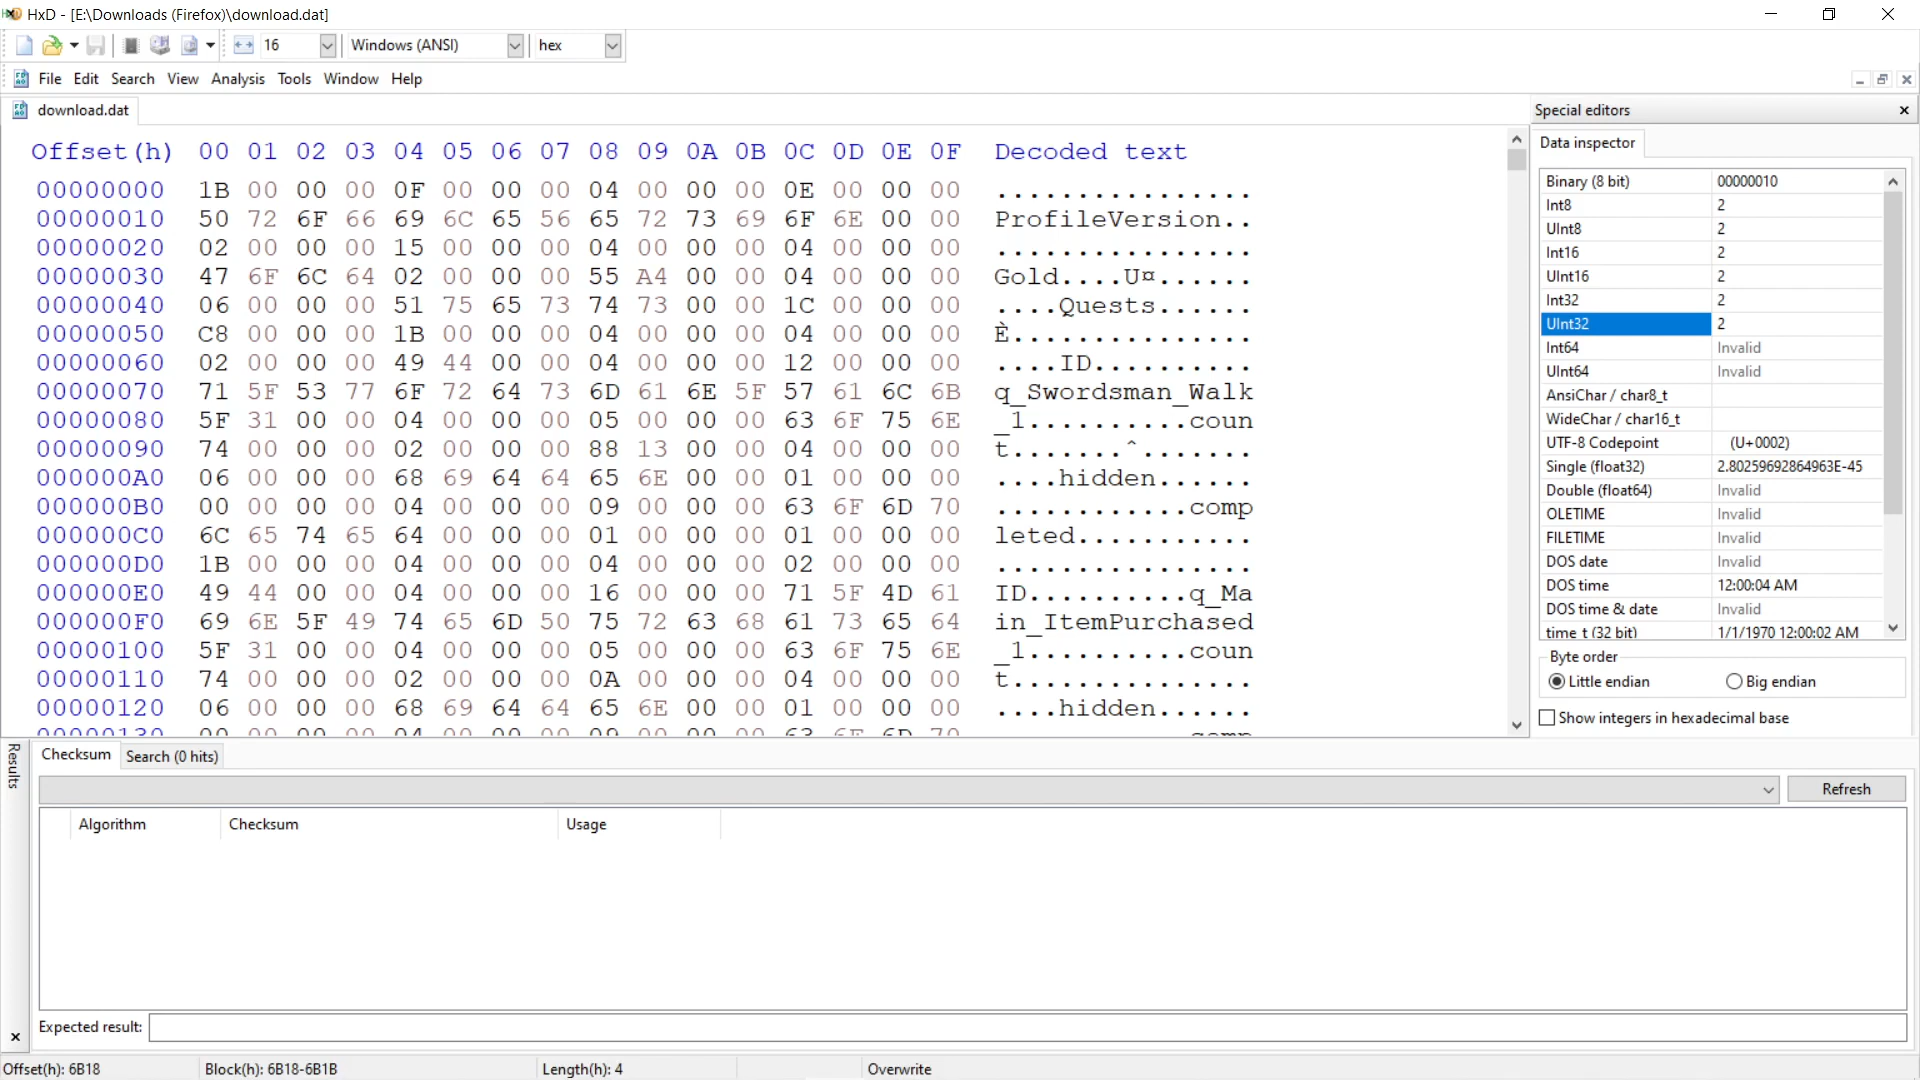 HxD - [E:\Downloads (Firefox)\download.dat]
16 Windows (ANSI) hex
File Edit Search View Analysis Tools Window Help
download.dat
Offset(h) 00 01 02 03 04 05 06 07 08 09 0A 0B 0C 0D 0E 0F Decoded text
00000000 1B 00 00 00 0F 00 00 00 04 00 00 00 0E 00 00 00 ................
00000010 50 72 6F 66 69 6C 65 56 65 72 73 69 6F 6E 00 00 ProfileVersion..
00000020 02 00 00 00 15 00 00 00 04 00 00 00 04 00 00 00 ................
00000030 47 6F 6C 64 02 00 00 00 55 A4 00 00 04 00 00 00 Gold....U¤......
00000040 06 00 00 00 51 75 65 73 74 73 00 00 1C 00 00 00 ....Quests......
00000050 C8 00 00 00 1B 00 00 00 04 00 00 00 04 00 00 00 È...............
00000060 02 00 00 00 49 44 00 00 04 00 00 00 12 00 00 00 ....ID..........
00000070 71 5F 53 77 6F 72 64 73 6D 61 6E 5F 57 61 6C 6B q_Swordsman_Walk
00000080 5F 31 00 00 04 00 00 00 05 00 00 00 63 6F 75 6E _1..........coun
00000090 74 00 00 00 02 00 00 00 88 13 00 00 04 00 00 00 t.......ˆ.......
000000A0 06 00 00 00 68 69 64 64 65 6E 00 00 01 00 00 00 ....hidden......
000000B0 00 00 00 00 04 00 00 00 09 00 00 00 63 6F 6D 70 ............comp
000000C0 6C 65 74 65 64 00 00 00 01 00 00 00 01 00 00 00 leted...........
000000D0 1B 00 00 00 04 00 00 00 04 00 00 00 02 00 00 00 ................
000000E0 49 44 00 00 04 00 00 00 16 00 00 00 71 5F 4D 61 ID..........q_Ma
000000F0 69 6E 5F 49 74 65 6D 50 75 72 63 68 61 73 65 64 in_ItemPurchased
00000100 5F 31 00 00 04 00 00 00 05 00 00 00 63 6F 75 6E _1..........coun
00000110 74 00 00 00 02 00 00 00 0A 00 00 00 04 00 00 00 t...............
00000120 06 00 00 00 68 69 64 64 65 6E 00 00 01 00 00 00 ....hidden......
00000130 00 00 00 00 04 00 00 00 09 00 00 00 63 6F 6D 70 ............comp
Special editors
Data inspector
Binary (8 bit) 00000010
Int8 2
UInt8 2
Int16 2
UInt16 2
Int32 2
UInt32 2
Int64 Invalid
UInt64 Invalid
AnsiChar / char8_t
WideChar / char16_t
UTF-8 Codepoint (U+0002)
Single (float32) 2.80259692864963E-45
Double (float64) Invalid
OLETIME Invalid
FILETIME Invalid
DOS date Invalid
DOS time 12:00:04 AM
DOS time & date Invalid
time_t (32 bit) 1/1/1970 12:00:02 AM
Byte order
Little endian Big endian
Show integers in hexadecimal base
Results
Checksum Search (0 hits)
Refresh
Algorithm Checksum Usage
Expected result:
Offset(h): 6B18 Block(h): 6B18-6B1B Length(h): 4 Overwrite